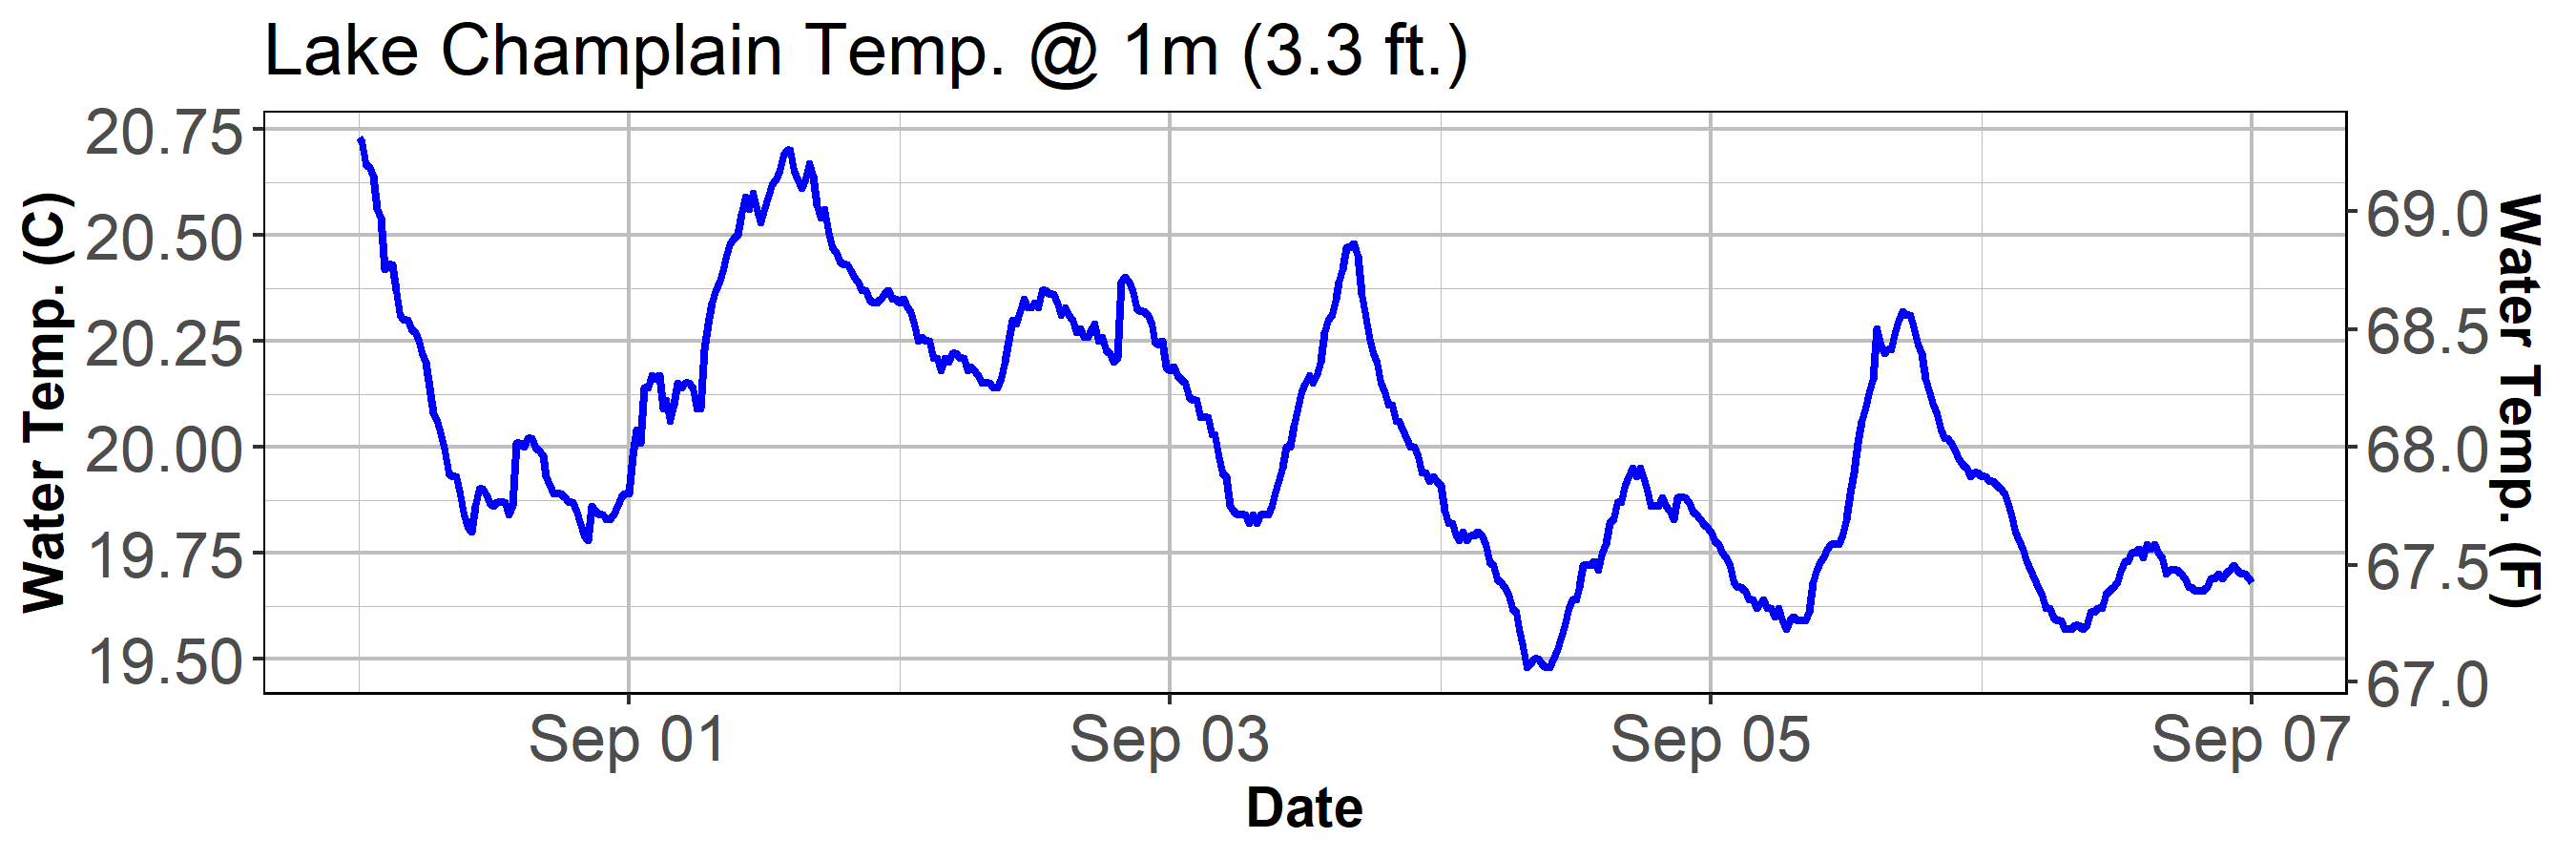 Lake Champlain Temp. @ 1m (3.3 ft.)
Water Temp. (C)
20.75
20.50
20.25
20.00
19.75
19.50
69.0
68.5
68.0
67.5
67.0
Water Temp. (F)
Sep 01 Sep 03 Sep 05 Sep 07
Date